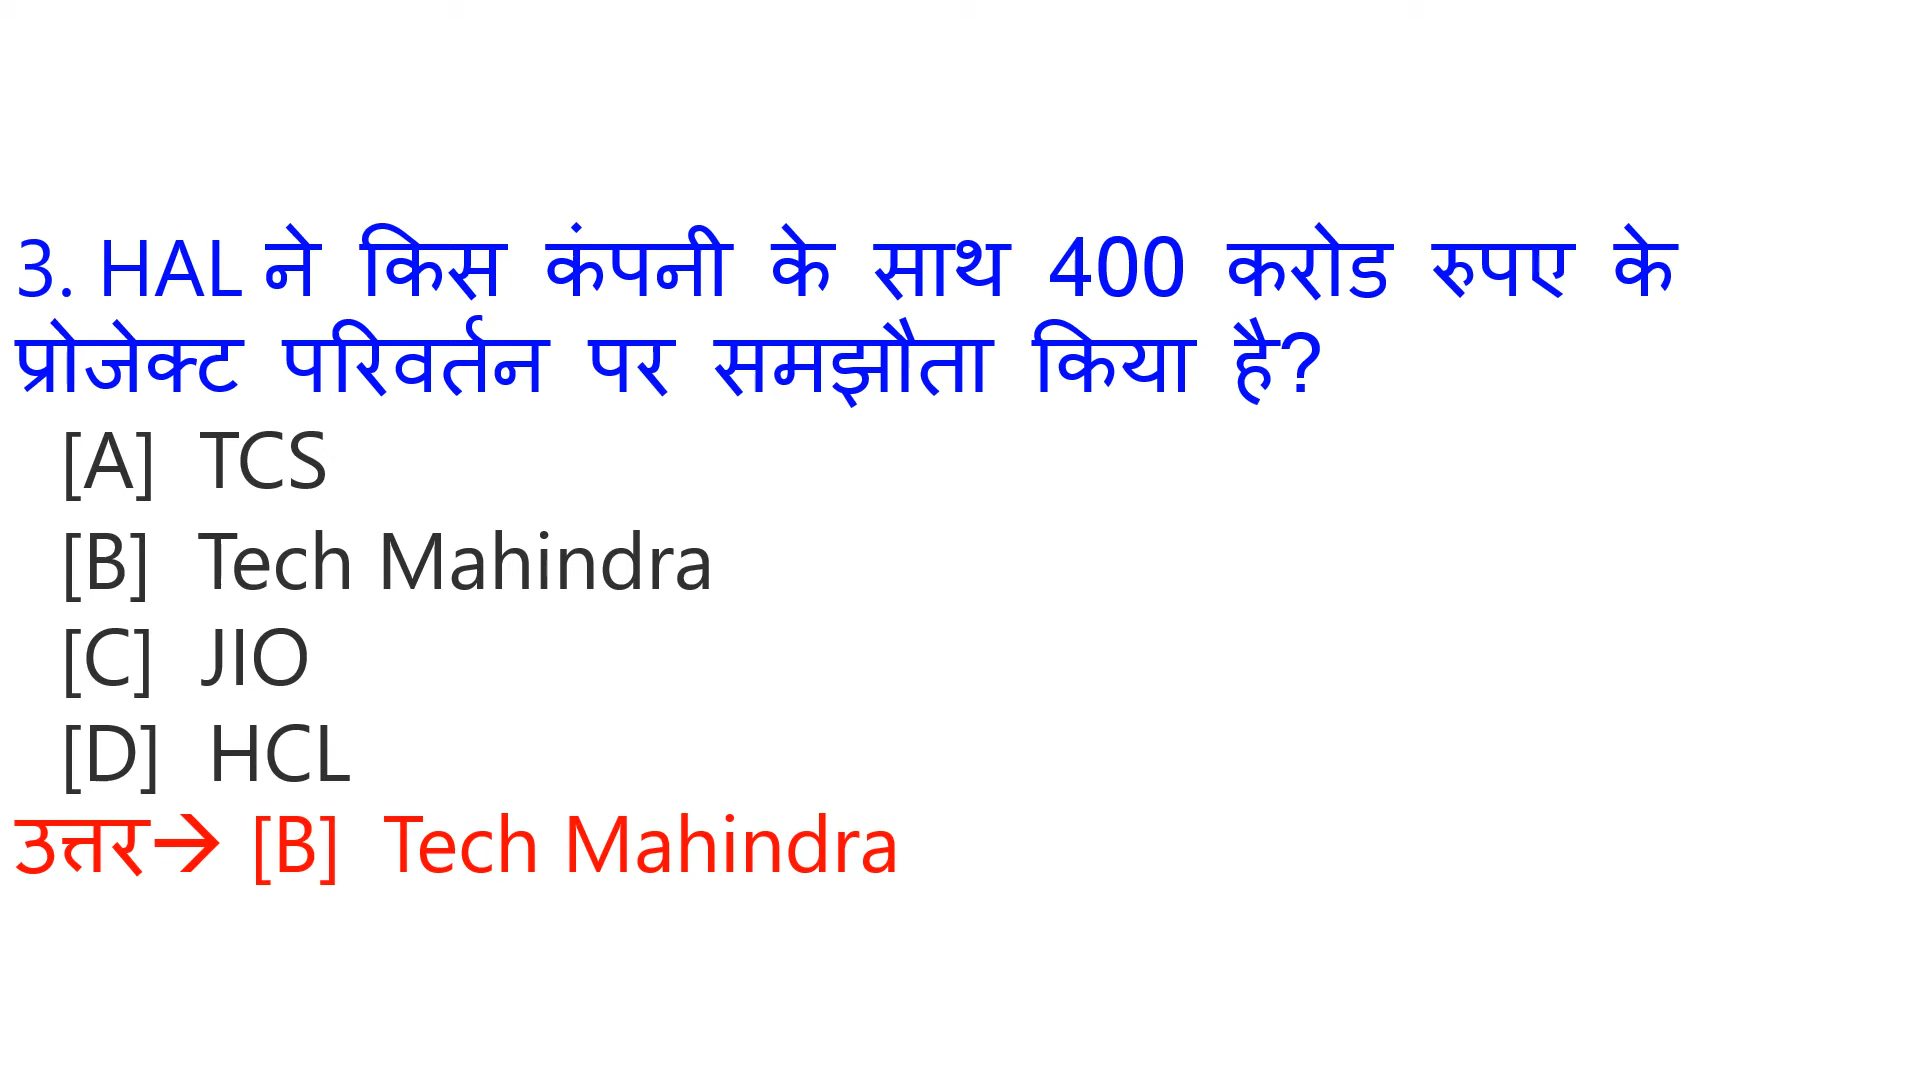 3. HAL ने किस कंपनी के साथ 400 करोड रुपए के
प्रोजेक्ट परिवर्तन पर समझौता किया है?
[A] TCS
[B] Tech Mahindra
[C] JIO
[D] HCL
उत्तर→ [B] Tech Mahindra